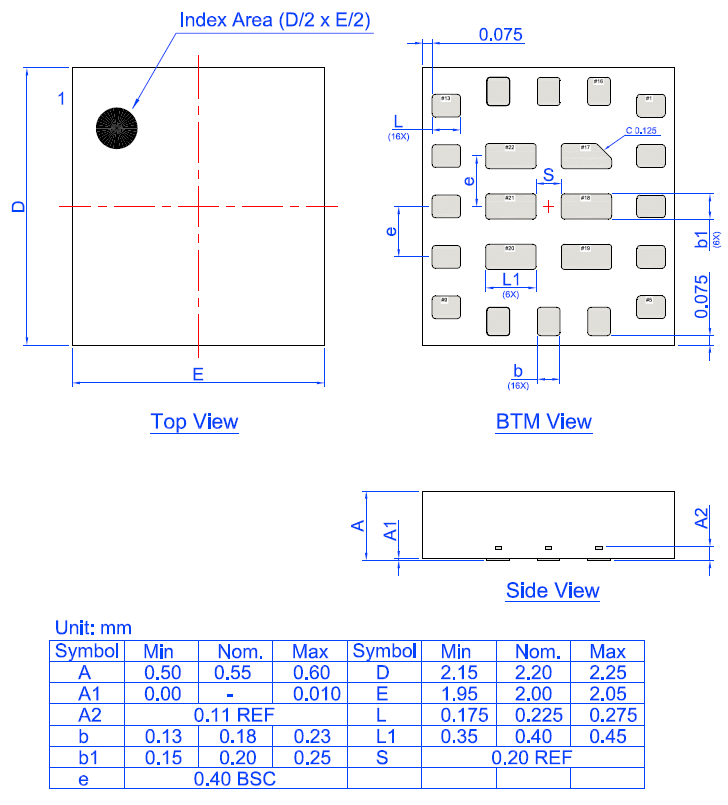 Index Area (D/2 x E/2)
1
D
E
Top View
0.075
#13
#16
#1
L
(16X)
C 0.125
#22
#17
e
S
#21
#18
e
b1
(6X)
#20
#19
L1
(6X)
0.075
#5
b
(16X)
BTM View
A
A1
A2
Side View
Unit: mm
Symbol Min Nom. Max Symbol Min Nom. Max
A 0.50 0.55 0.60 D 2.15 2.20 2.25
A1 0.00 - 0.010 E 1.95 2.00 2.05
A2 0.11 REF L 0.175 0.225 0.275
b 0.13 0.18 0.23 L1 0.35 0.40 0.45
b1 0.15 0.20 0.25 S 0.20 REF
e 0.40 BSC